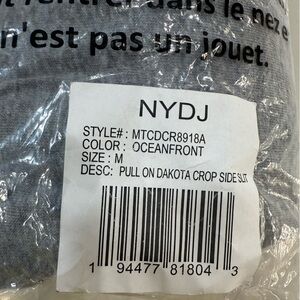 rentrer dans le nez e
n'est pas un jouet.
NYDJ
STYLE# : MTCDCR8918A
COLOR : OCEANFRONT
SIZE : M
DESC: PULL ON DAKOTA CROP SIDE SLIT
1 94477 81804 3